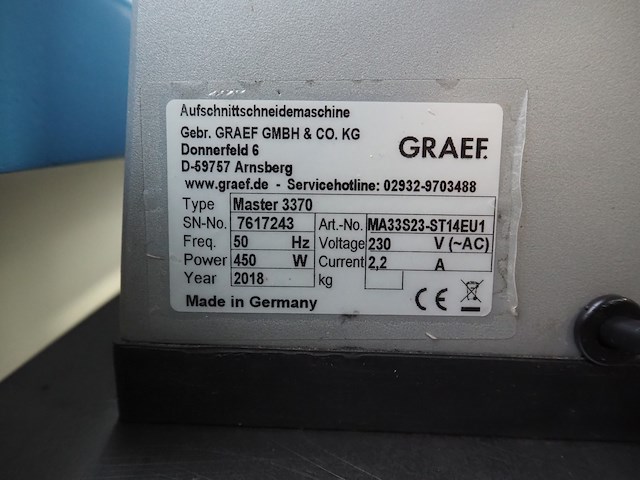 Aufschnittschneidemaschine
Gebr. GRAEF GMBH & CO. KG
Donnerfeld 6
D-59757 Arnsberg
GRAEF.
www.graef.de - Servicehotline: 02932-9703488
Type Master 3370
SN-No. 7617243 Art.-No. MA33S23-ST14EU1
Freq. 50 Hz Voltage 230 V (~AC)
Power 450 W Current 2,2 A
Year 2018 kg
Made in Germany CE